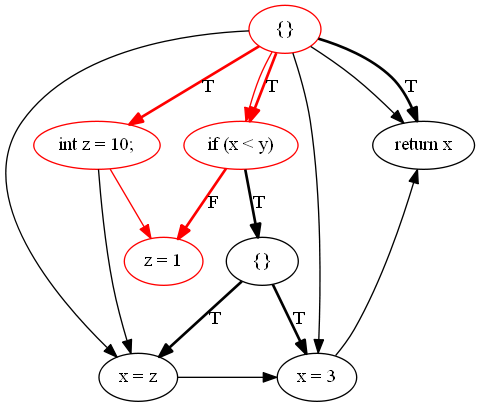 {}
T
T
T
int z = 10;
if (x < y)
return x
F
T
z = 1
{}
T
T
x = z
x = 3